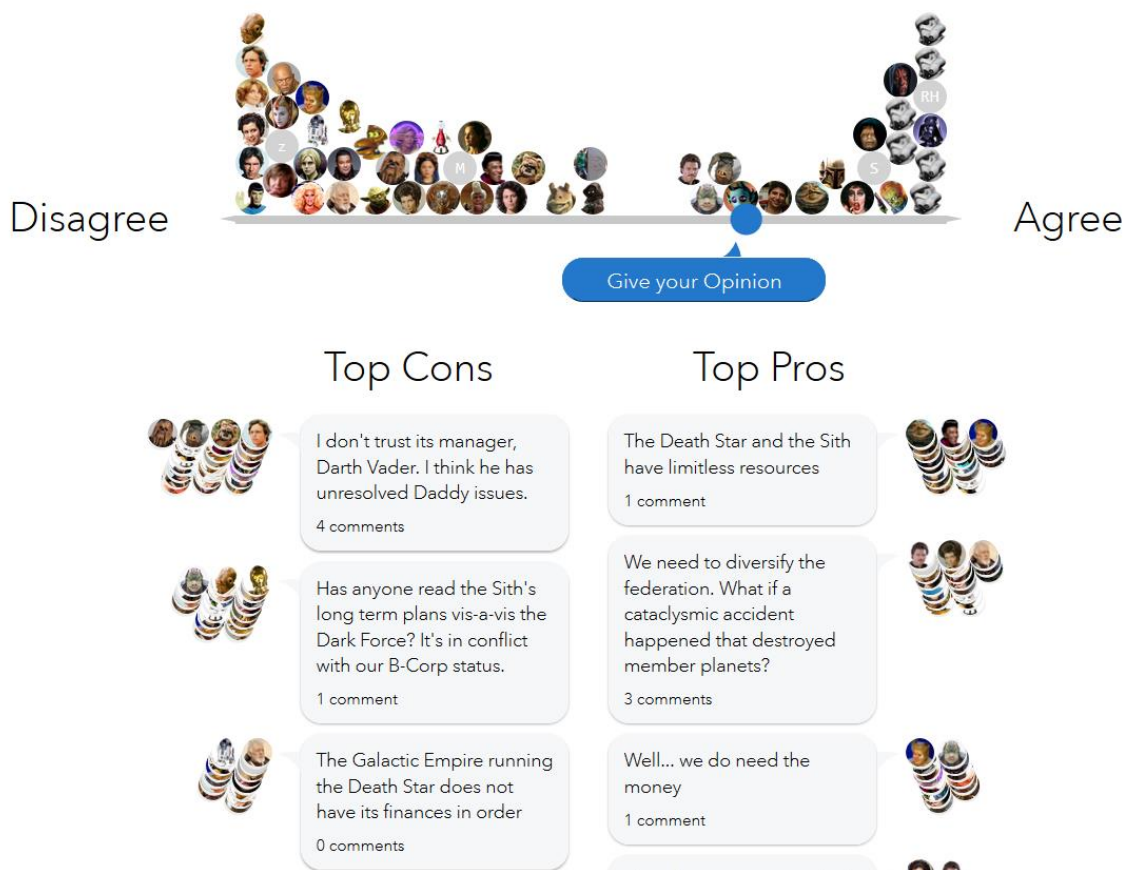 RH
z
M
S
Disagree
Agree
Give your Opinion
Top Cons
Top Pros
I don't trust its manager,
Darth Vader. I think he has
unresolved Daddy issues.
4 comments
Has anyone read the Sith's
long term plans vis-a-vis the
Dark Force? It's in conflict
with our B-Corp status.
1 comment
The Galactic Empire running
the Death Star does not
have its finances in order
0 comments
The Death Star and the Sith
have limitless resources
1 comment
We need to diversify the
federation. What if a
cataclysmic accident
happened that destroyed
member planets?
3 comments
Well... we do need the
money
1 comment